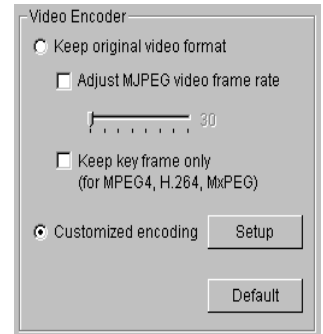 Video Encoder
Keep original video format
Adjust MJPEG video frame rate
30
Keep key frame only
(for MPEG4, H.264, MxPEG)
Customized encoding Setup
Default